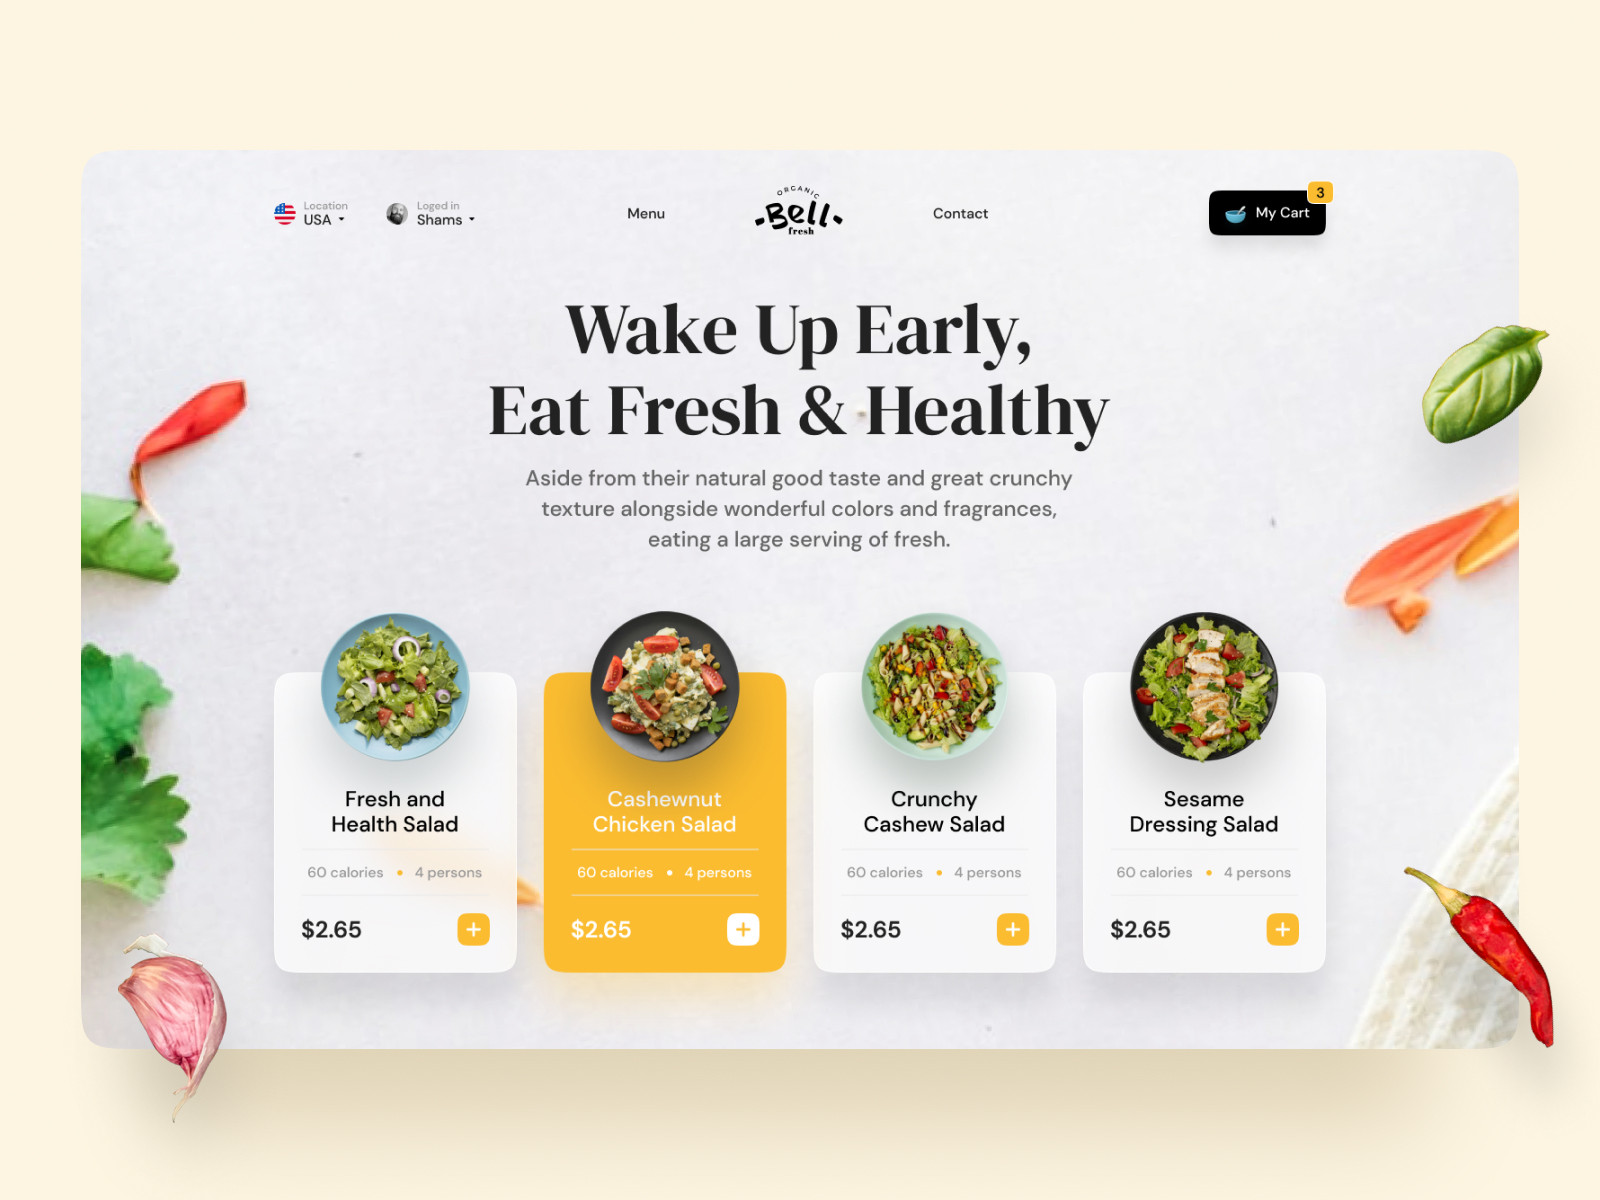 Location
USA
Loged in
Shams
Menu
ORGANIC
Bell
fresh
Contact
My Cart
3
Wake Up Early,
Eat Fresh & Healthy
Aside from their natural good taste and great crunchy
texture alongside wonderful colors and fragrances,
eating a large serving of fresh.
Fresh and
Health Salad
60 calories • 4 persons
$2.65 +
Cashewnut
Chicken Salad
60 calories • 4 persons
$2.65 +
Crunchy
Cashew Salad
60 calories • 4 persons
$2.65 +
Sesame
Dressing Salad
60 calories • 4 persons
$2.65 +